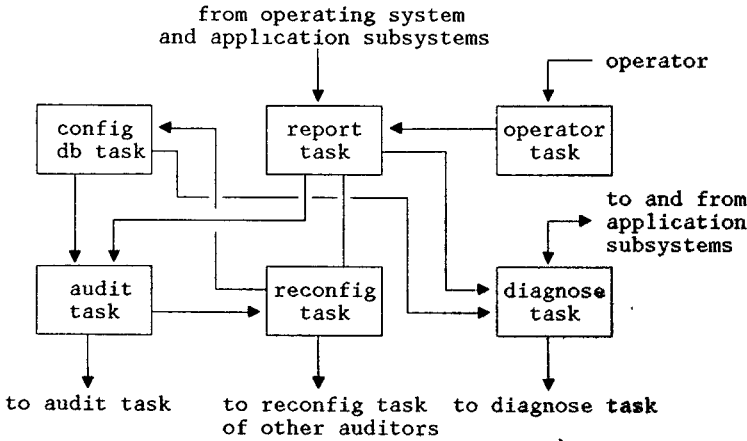 from operating system
and application subsystems
operator
config
db task
report
task
operator
task
to and from
application
subsystems
audit
task
reconfig
task
diagnose
task
to audit task
to reconfig task
of other auditors
to diagnose task